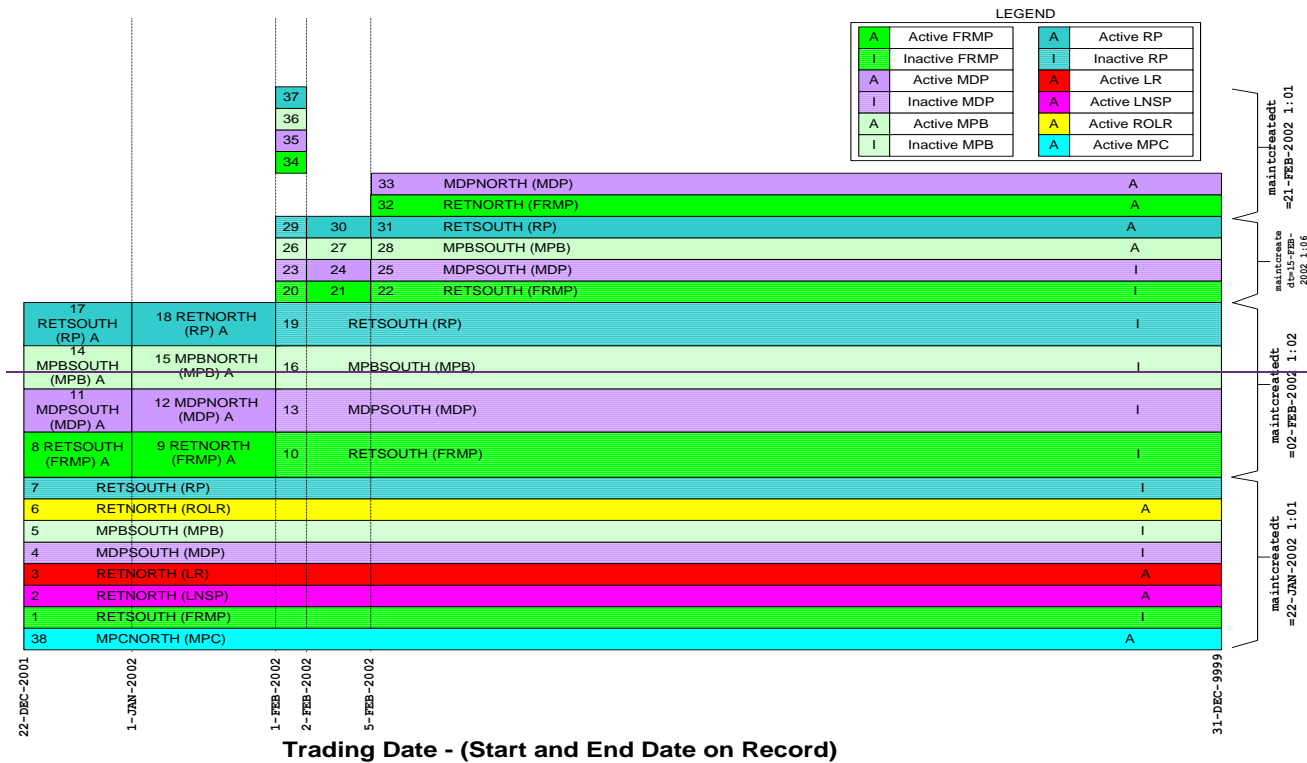 LEGEND
A Active FRMP A Active RP
I Inactive FRMP I Inactive RP
A Active MDP A Active LR
I Inactive MDP A Active LNSP
A Active MPB A Active ROLR
I Inactive MPB A Active MPC
37
36
35
34
33 MDPNORTH (MDP) A
32 RETNORTH (FRMP) A
29 30 31 RETSOUTH (RP) A
26 27 28 MPBSOUTH (MPB) A
23 24 25 MDPSOUTH (MDP) I
20 21 22 RETSOUTH (FRMP) I
17
RETSOUTH
(RP) A
18 RETNORTH
(RP) A
19 RETSOUTH (RP) I
14
MPBSOUTH
(MPB) A
15 MPBNORTH
(MPB) A
16 MPBSOUTH (MPB) I
11
MDPSOUTH
(MDP) A
12 MDPNORTH
(MDP) A
13 MDPSOUTH (MDP) I
8 RETSOUTH
(FRMP) A
9 RETNORTH
(FRMP) A
10 RETSOUTH (FRMP) I
7 RETSOUTH (RP) I
6 RETNORTH (ROLR) A
5 MPBSOUTH (MPB) I
4 MDPSOUTH (MDP) I
3 RETNORTH (LR) A
2 RETNORTH (LNSP) A
1 RETSOUTH (FRMP) I
38 MPCNORTH (MPC) A
maintcreatedt
=21-FEB-2002 1:01
maintcreate
dt=15-FEB-
2002 1:06
maintcreatedt
=02-FEB-2002 1:02
maintcreatedt
=22-JAN-2002 1:01
22-DEC-2001
1-JAN-2002
1-FEB-2002
2-FEB-2002
5-FEB-2002
31-DEC-9999
Trading Date - (Start and End Date on Record)